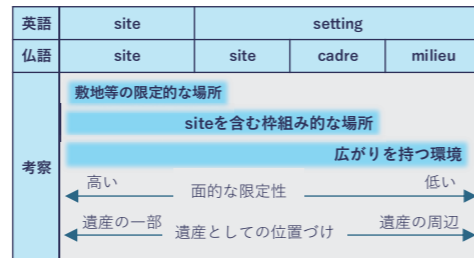 英語 site setting
仏語 site site cadre milieu
考察
敷地等の限定的な場所
siteを含む枠組み的な場所
広がりを持つ環境
高い 面的な限定性 低い
遺産の一部 遺産としての位置づけ 遺産の周辺